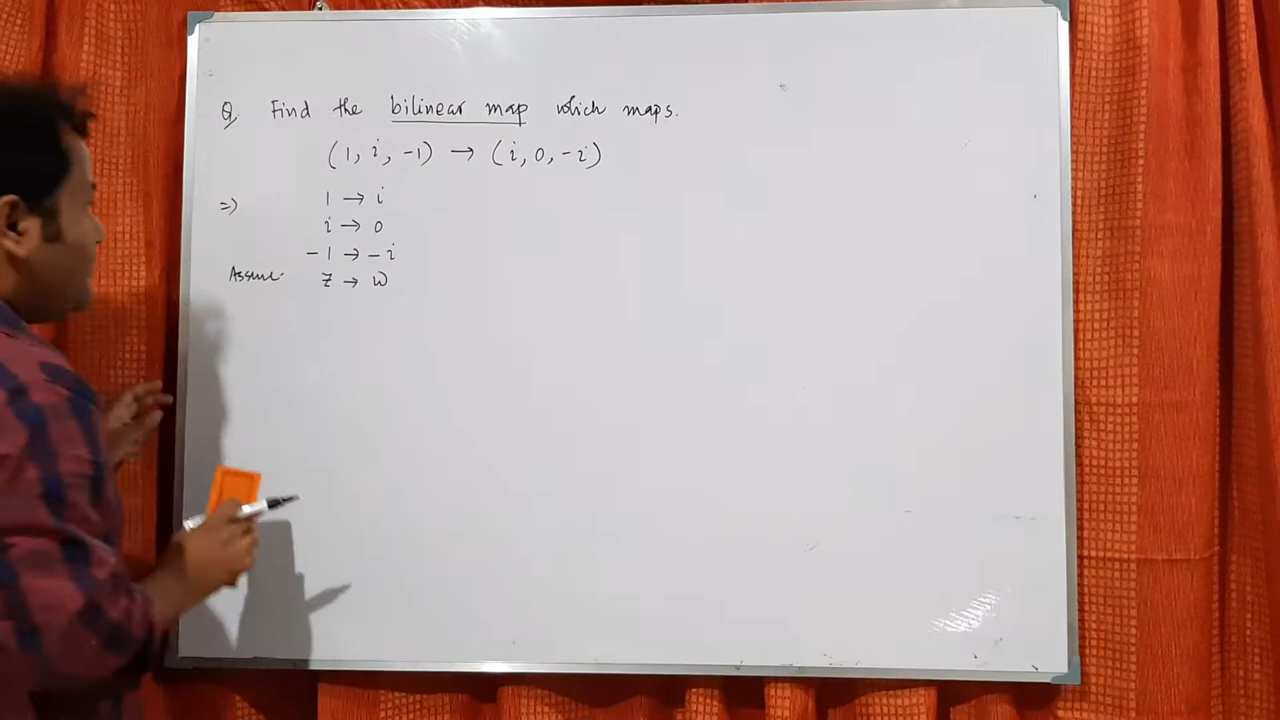 Q. Find the bilinear map which maps.
(1, i, -1) → (i, 0, -i)
⇒) 1 → i
i → 0
-1 → -i
Assume- z → w